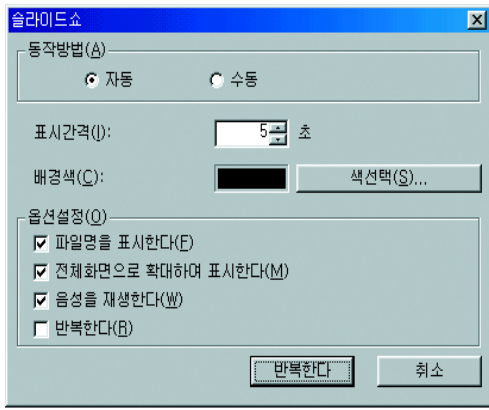 슬라이드쇼
동작방법(A)
자동 수동
표시간격(I): 5 초
배경색(C): 색선택(S)...
옵션설정(O)
파일명을 표시한다(F)
전체화면으로 확대하여 표시한다(M)
음성을 재생한다(W)
반복한다(R)
반복한다 취소